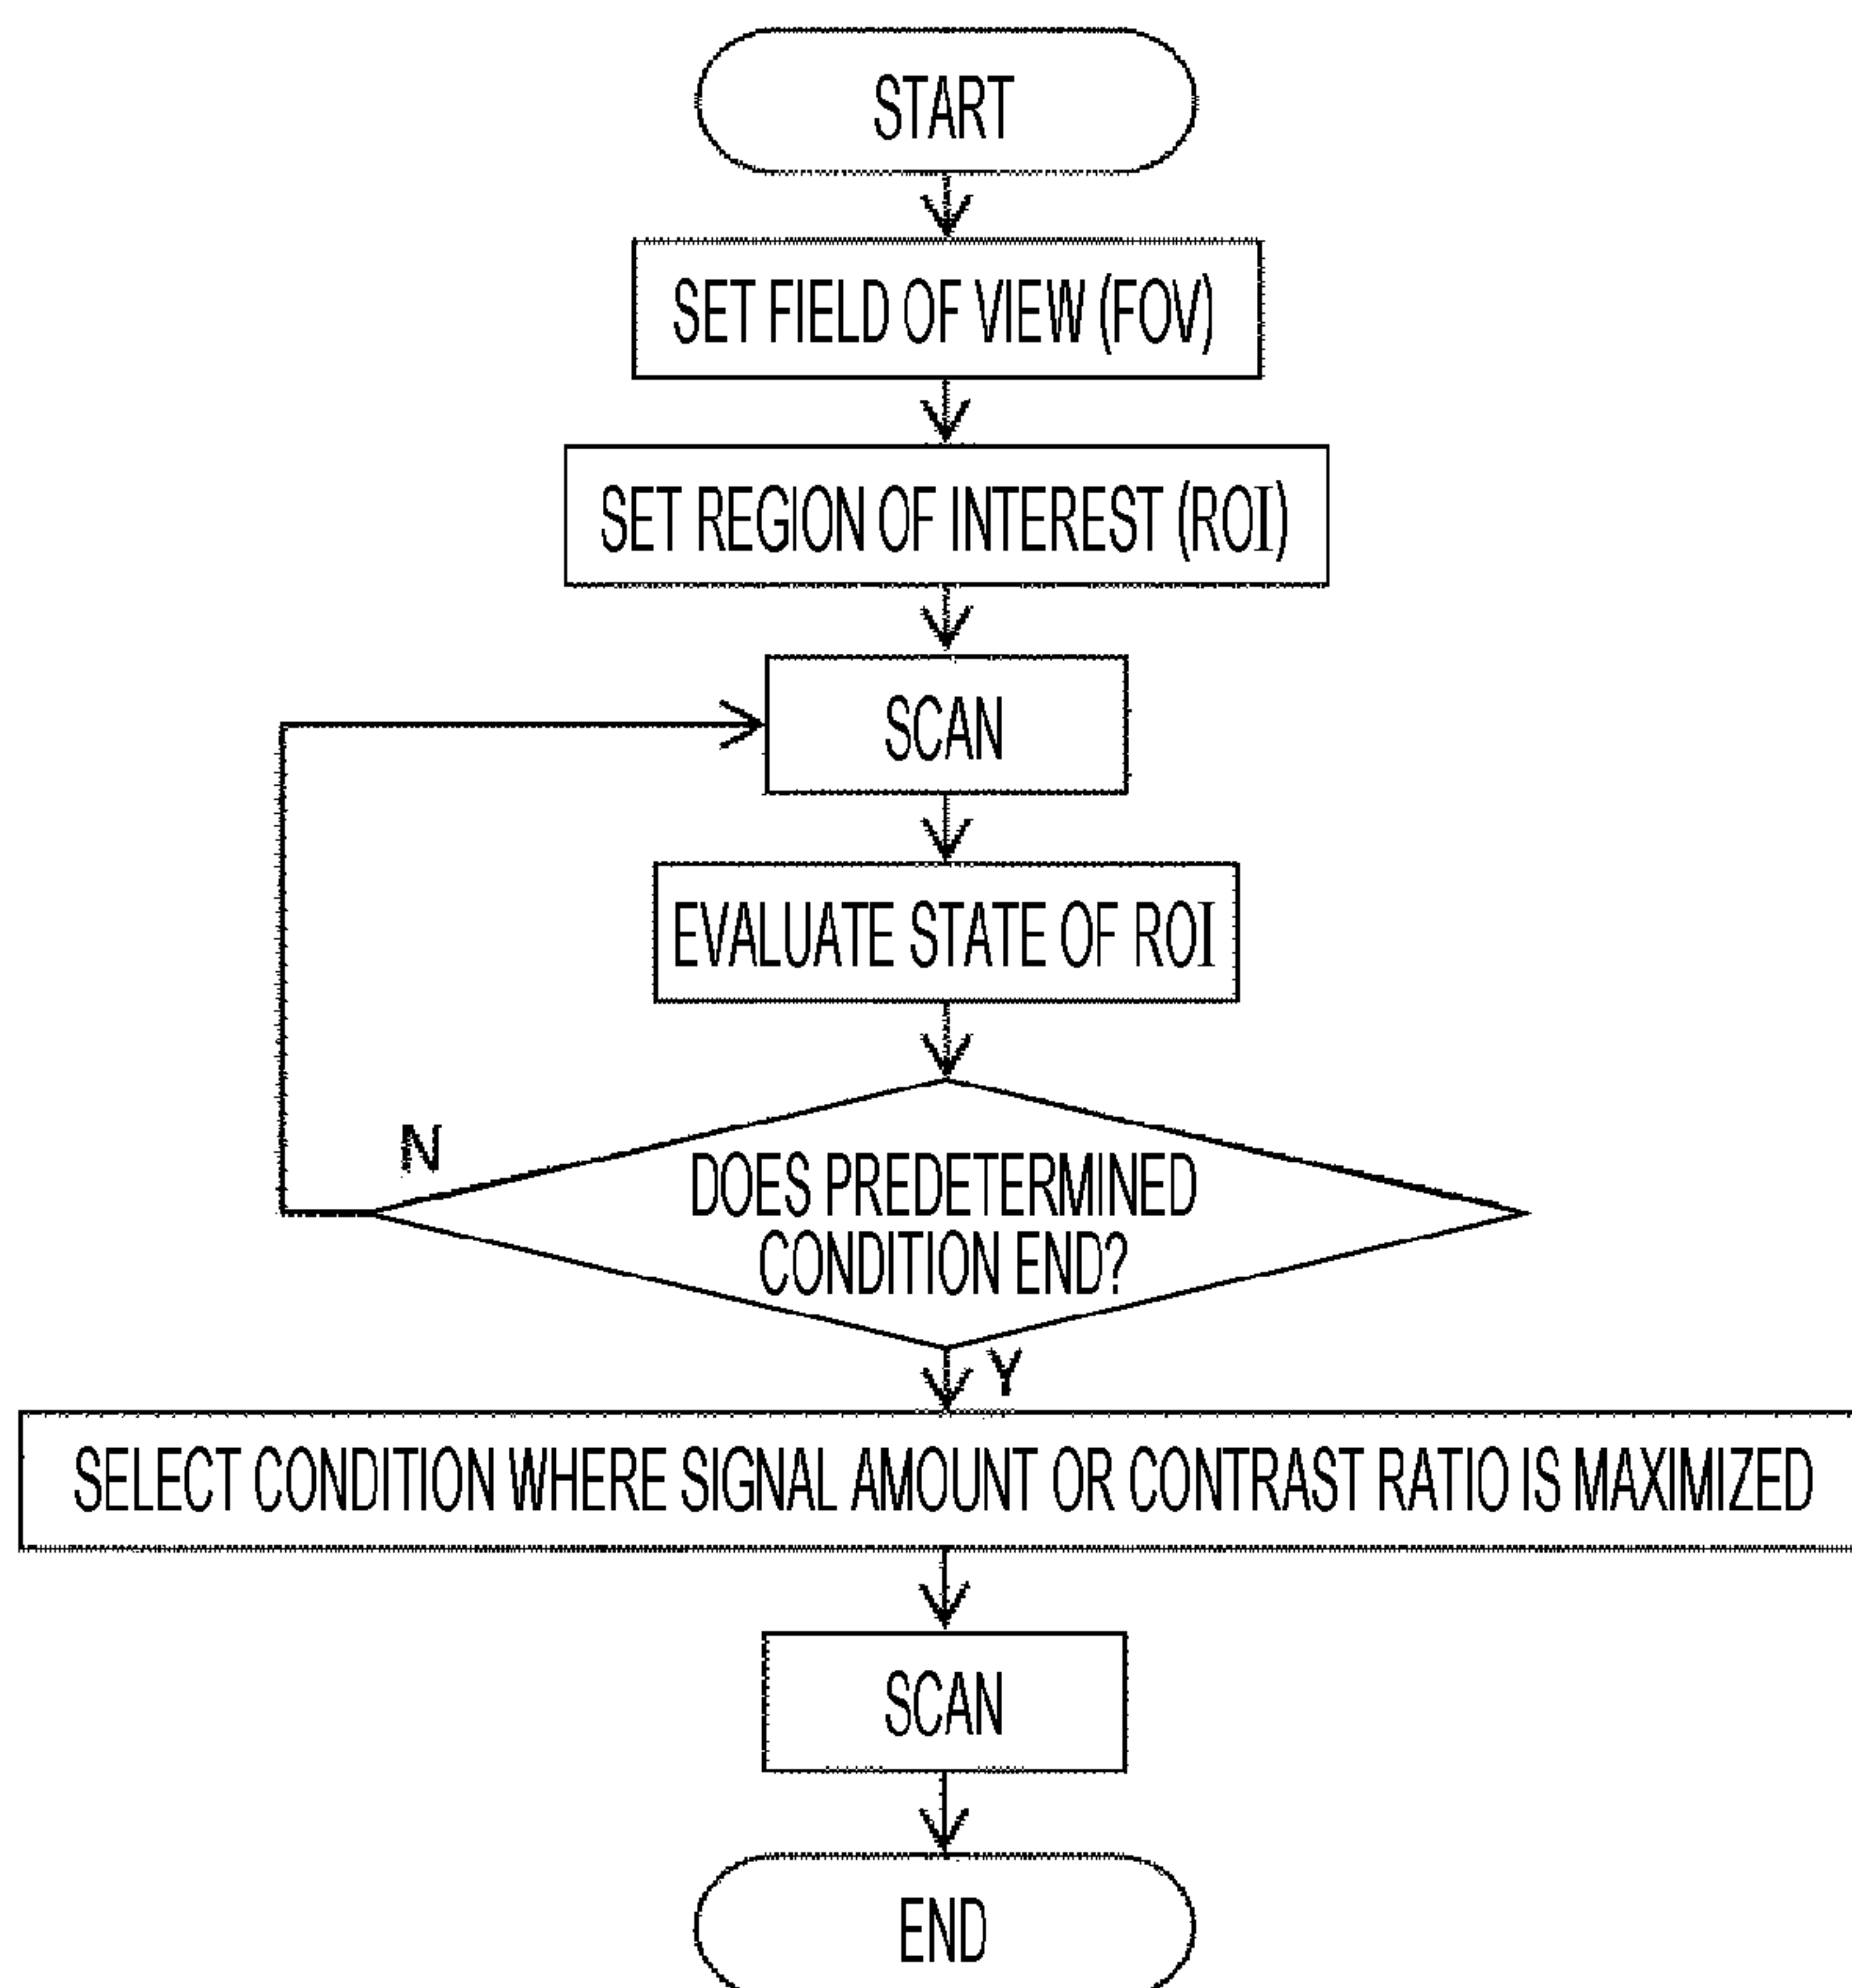 START
SET FIELD OF VIEW (FOV)
SET REGION OF INTEREST (ROI)
SCAN
EVALUATE STATE OF ROI
N
DOES PREDETERMINED
CONDITION END?
Y
SELECT CONDITION WHERE SIGNAL AMOUNT OR CONTRAST RATIO IS MAXIMIZED
SCAN
END